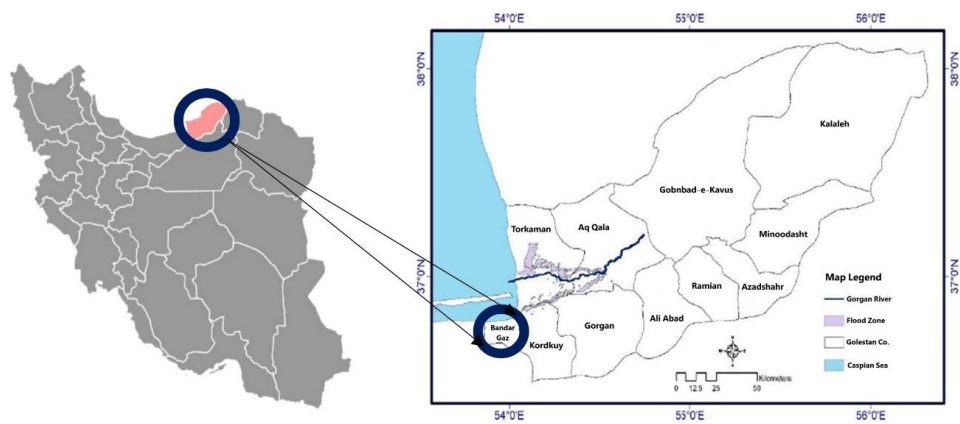 54°0'E
55°0'E
56°0'E
38°0'N
38°0'N
Kalaleh
Gobnbad-e-Kavus
Torkaman
Aq Qala
Minoodasht
37°0'N
37°0'N
Ramian
Azadshahr
Map Legend
Gorgan River
Flood Zone
Golestan Co.
Caspian Sea
Bandar
Gaz
Kordkuy
Gorgan
Ali Abad
N
W
E
S
Kilometers
0 12.5 25 50
54°0'E
55°0'E
56°0'E